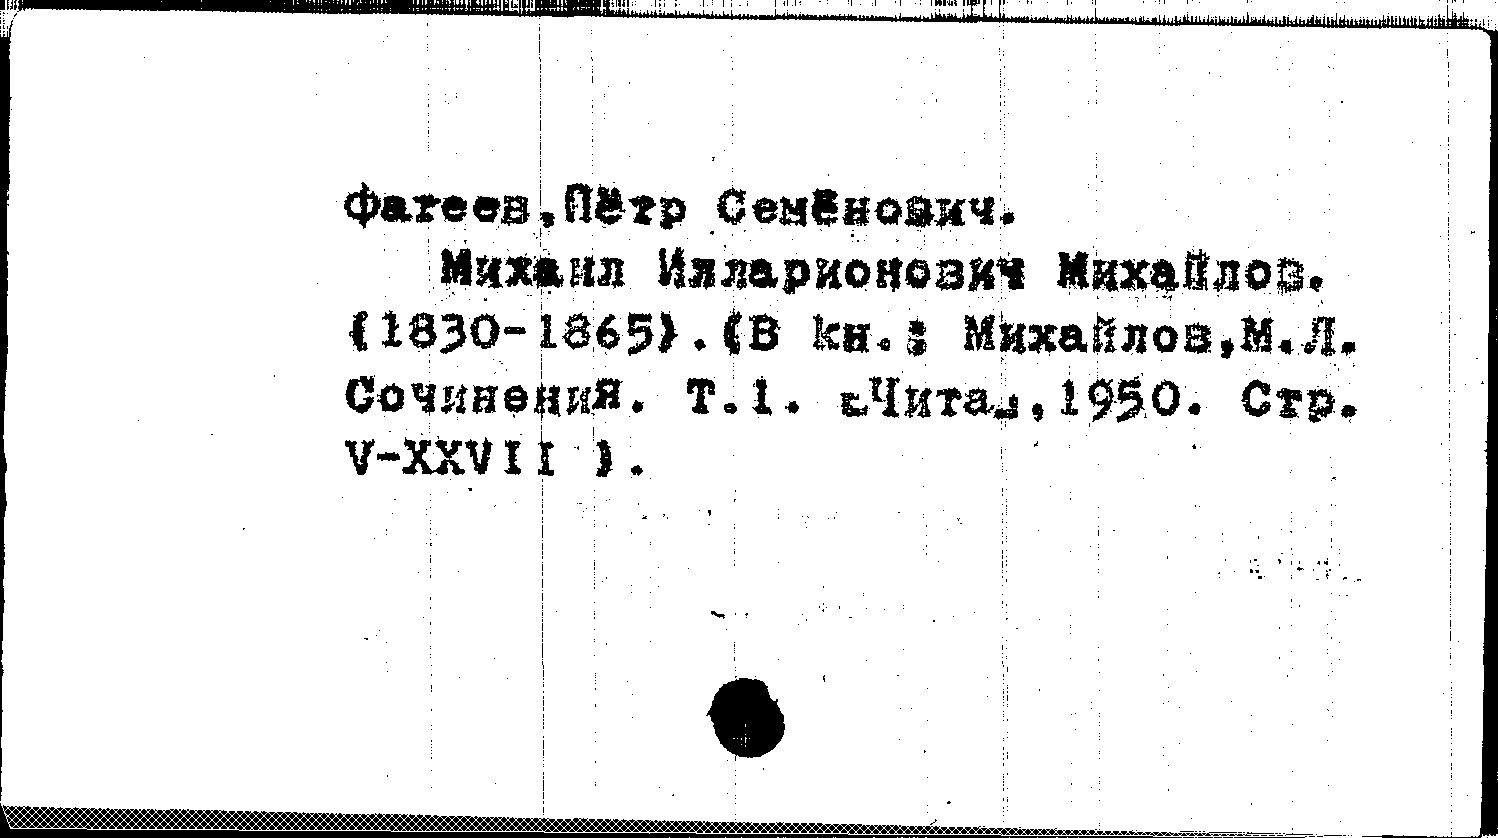 Фатеев,Пётр Семёнович.
Михаил Илларионович Михайлов.
(1830-1865).(В кн.: Михайлов,М.Л.
Сочинения. Т.1. [Чита],1950. Стр.
V-XXVII ).